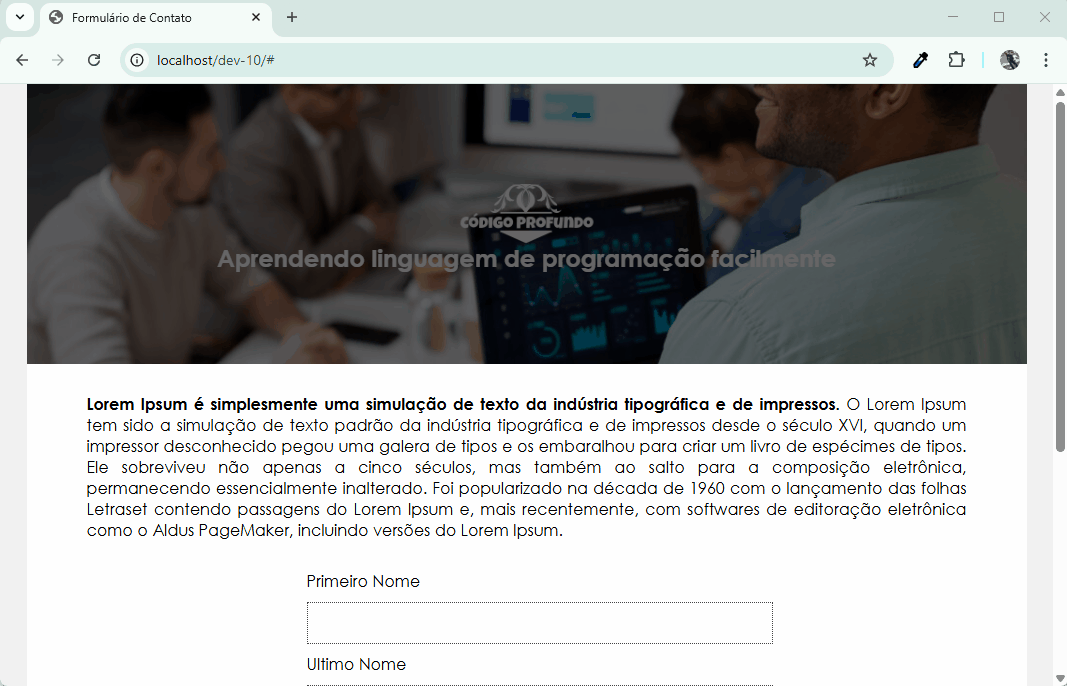 Formulário de Contato
localhost/dev-10/#
CÓDIGO PROFUNDO
Aprendendo linguagem de programação facilmente
Lorem Ipsum é simplesmente uma simulação de texto da indústria tipográfica e de impressos. O Lorem Ipsum
tem sido a simulação de texto padrão da indústria tipográfica e de impressos desde o século XVI, quando um
impressor desconhecido pegou uma galera de tipos e os embaralhou para criar um livro de espécimes de tipos.
Ele sobreviveu não apenas a cinco séculos, mas também ao salto para a composição eletrônica,
permanecendo essencialmente inalterado. Foi popularizado na década de 1960 com o lançamento das folhas
Letraset contendo passagens do Lorem Ipsum e, mais recentemente, com softwares de editoração eletrônica
como o Aldus PageMaker, incluindo versões do Lorem Ipsum.
Primeiro Nome
Ultimo Nome